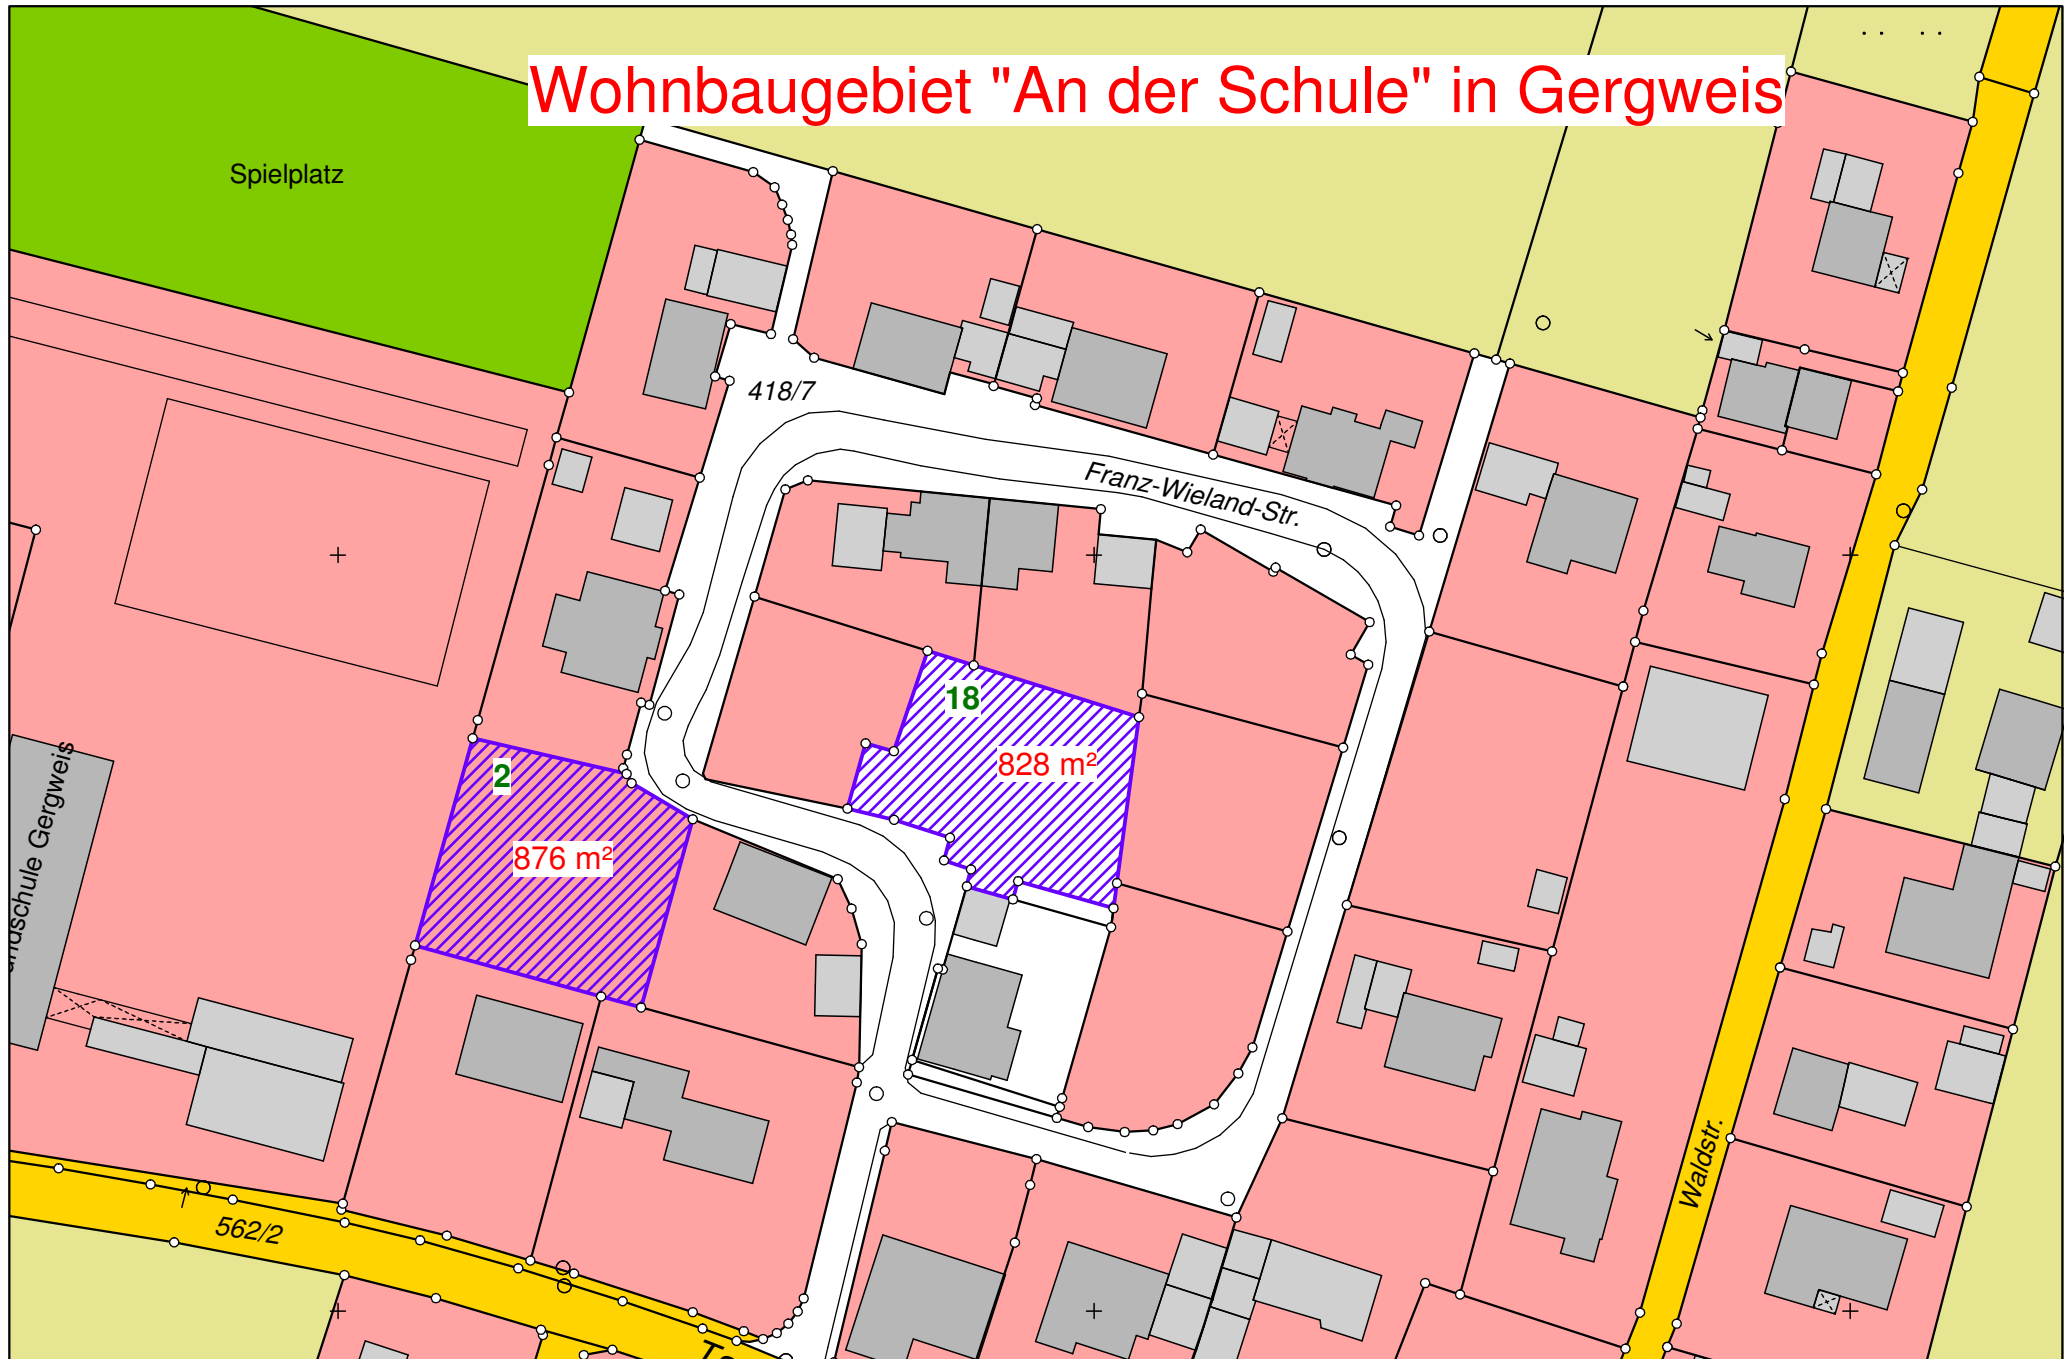 Wohnbaugebiet "An der Schule" in Gergweis
Spielplatz
418/7
Franz-Wieland-Str.
18
828 m²
2
876 m²
Gergweis
Waldstr.
562/2